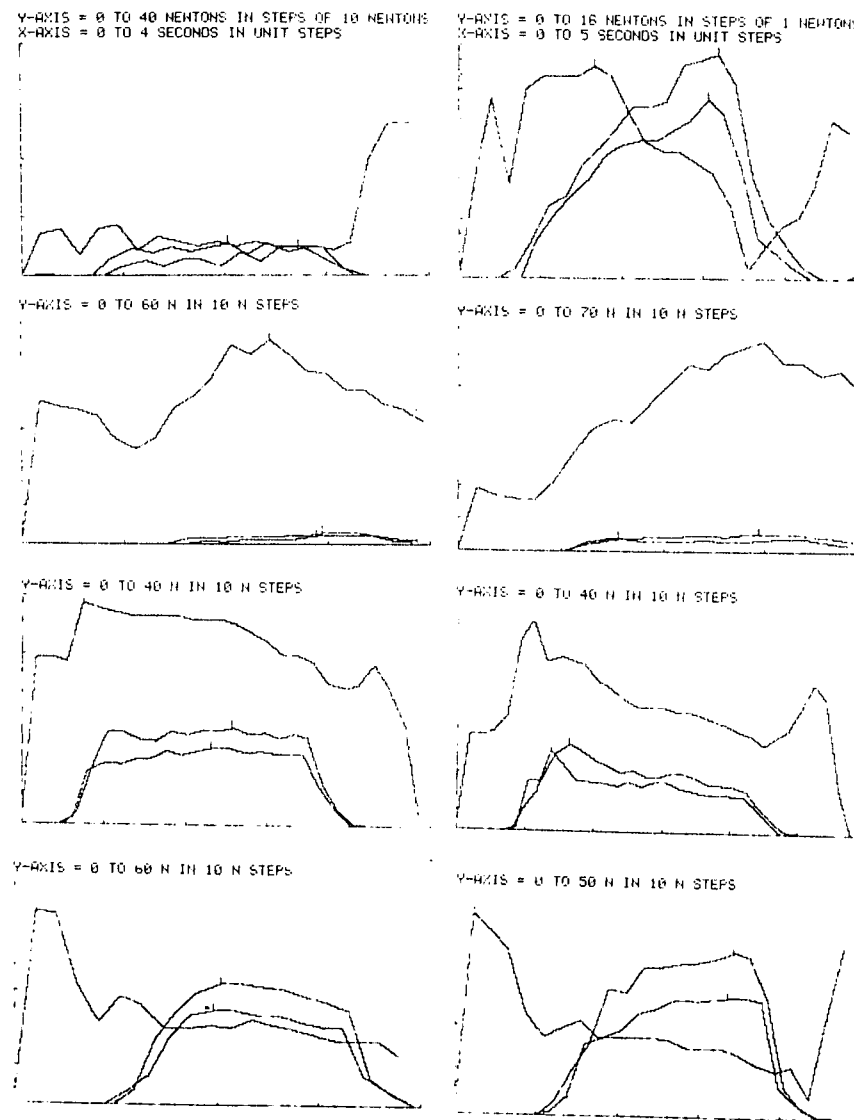 Y-AXIS = 0 TO 40 NEWTONS IN STEPS OF 10 NEWTONS
X-AXIS = 0 TO 4 SECONDS IN UNIT STEPS
Y-AXIS = 0 TO 16 NEWTONS IN STEPS OF 1 NEWTONS
X-AXIS = 0 TO 5 SECONDS IN UNIT STEPS
Y-AXIS = 0 TO 60 N IN 10 N STEPS
Y-AXIS = 0 TO 70 N IN 10 N STEPS
Y-AXIS = 0 TO 40 N IN 10 N STEPS
Y-AXIS = 0 TO 40 N IN 10 N STEPS
Y-AXIS = 0 TO 60 N IN 10 N STEPS
Y-AXIS = 0 TO 50 N IN 10 N STEPS